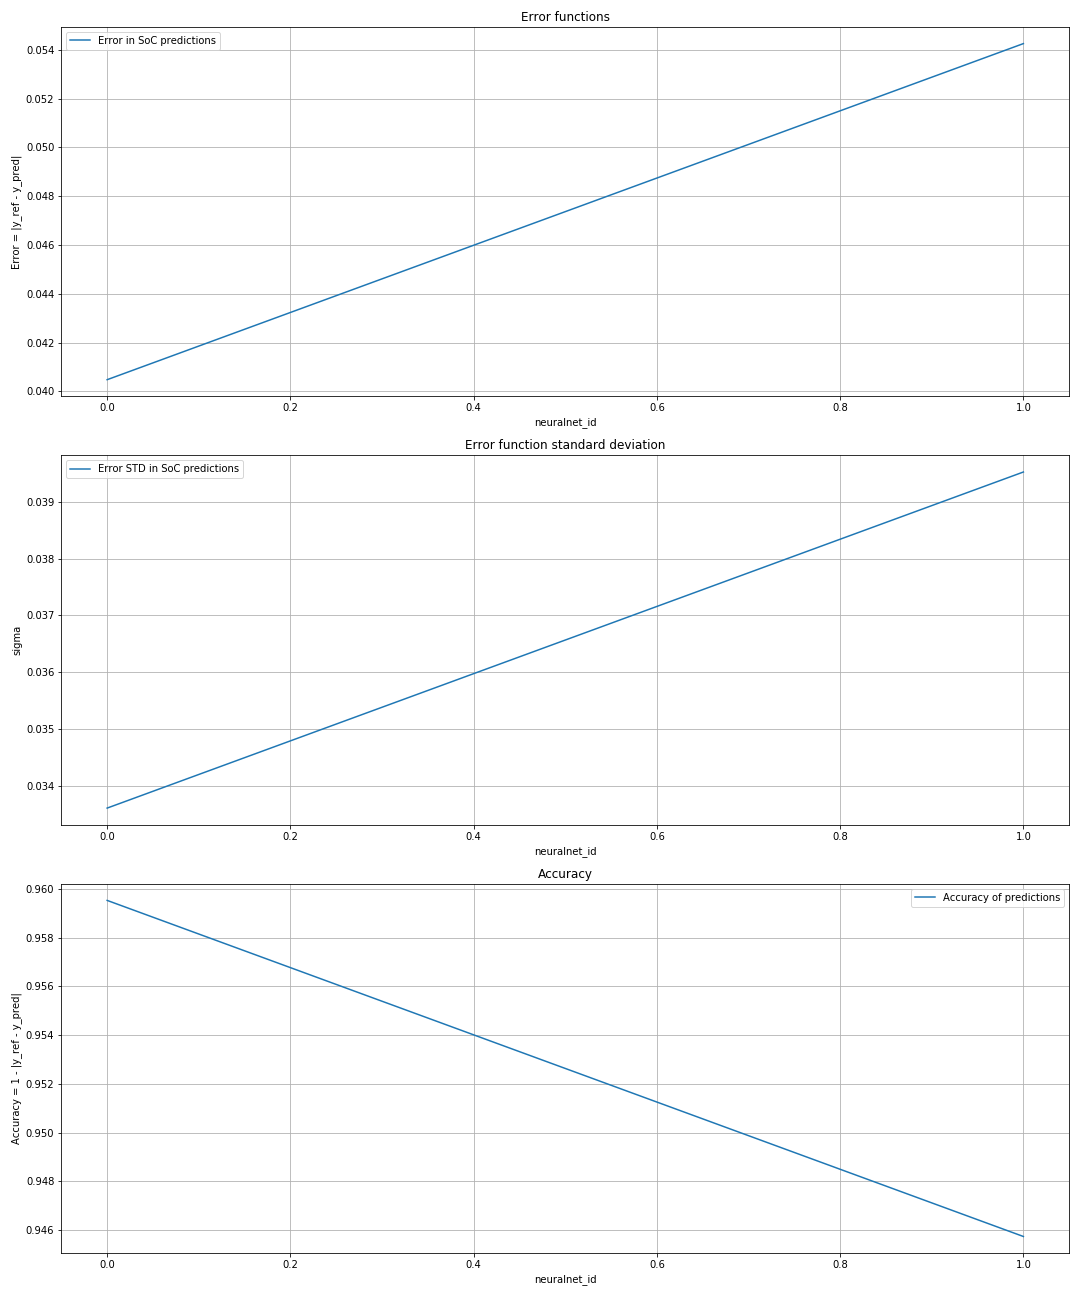 Error functions
Error in SoC predictions
Error = |y_ref - y_pred|
0.054
0.052
0.050
0.048
0.046
0.044
0.042
0.040
0.0 0.2 0.4 0.6 0.8 1.0
neuralnet_id
Error function standard deviation
Error STD in SoC predictions
sigma
0.039
0.038
0.037
0.036
0.035
0.034
0.0 0.2 0.4 0.6 0.8 1.0
neuralnet_id
Accuracy
Accuracy of predictions
Accuracy = 1 - |y_ref - y_pred|
0.960
0.958
0.956
0.954
0.952
0.950
0.948
0.946
0.0 0.2 0.4 0.6 0.8 1.0
neuralnet_id